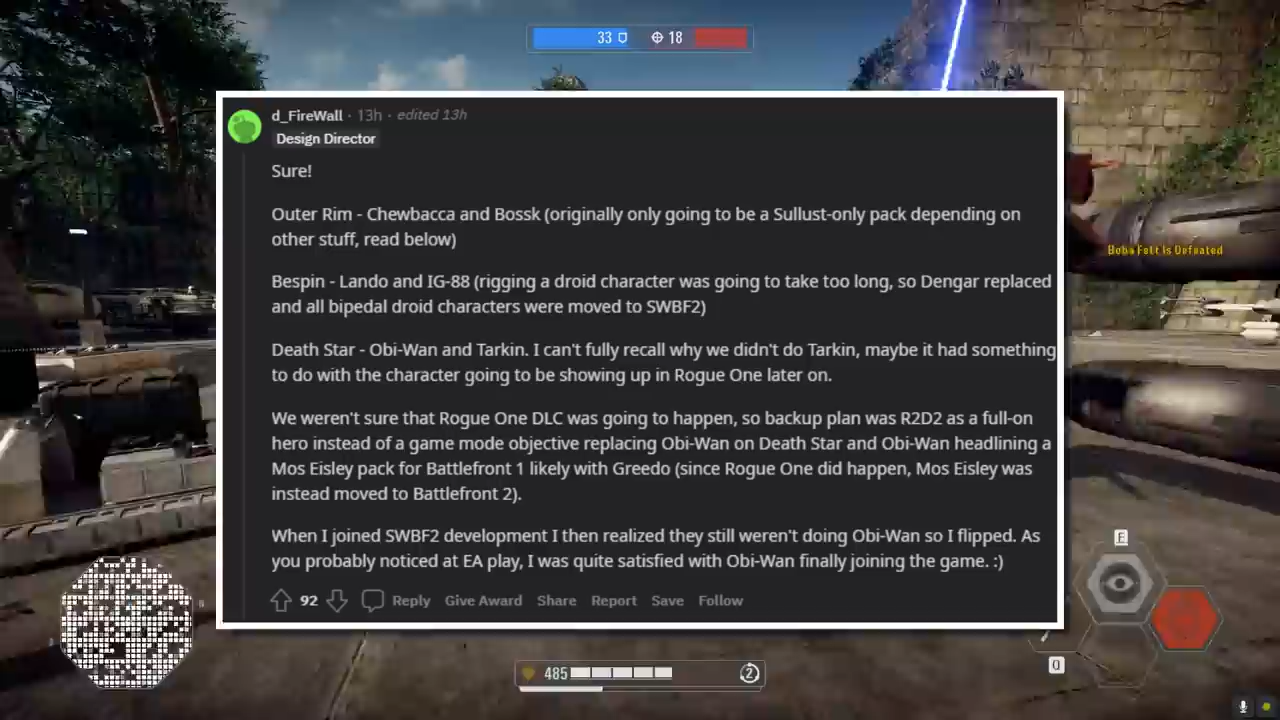 33
18
d_FireWall · 13h · edited 13h
Design Director
Sure!
Outer Rim - Chewbacca and Bossk (originally only going to be a Sullust-only pack depending on
other stuff, read below)
Bespin - Lando and IG-88 (rigging a droid character was going to take too long, so Dengar replaced
and all bipedal droid characters were moved to SWBF2)
Death Star - Obi-Wan and Tarkin. I can't fully recall why we didn't do Tarkin, maybe it had something
to do with the character going to be showing up in Rogue One later on.
We weren't sure that Rogue One DLC was going to happen, so backup plan was R2D2 as a full-on
hero instead of a game mode objective replacing Obi-Wan on Death Star and Obi-Wan headlining a
Mos Eisley pack for Battlefront 1 likely with Greedo (since Rogue One did happen, Mos Eisley was
instead moved to Battlefront 2).
When I joined SWBF2 development I then realized they still weren't doing Obi-Wan so I flipped. As
you probably noticed at EA play, I was quite satisfied with Obi-Wan finally joining the game. :)
92 Reply Give Award Share Report Save Follow
Boba Fett Is Defeated
E
Q
485
2